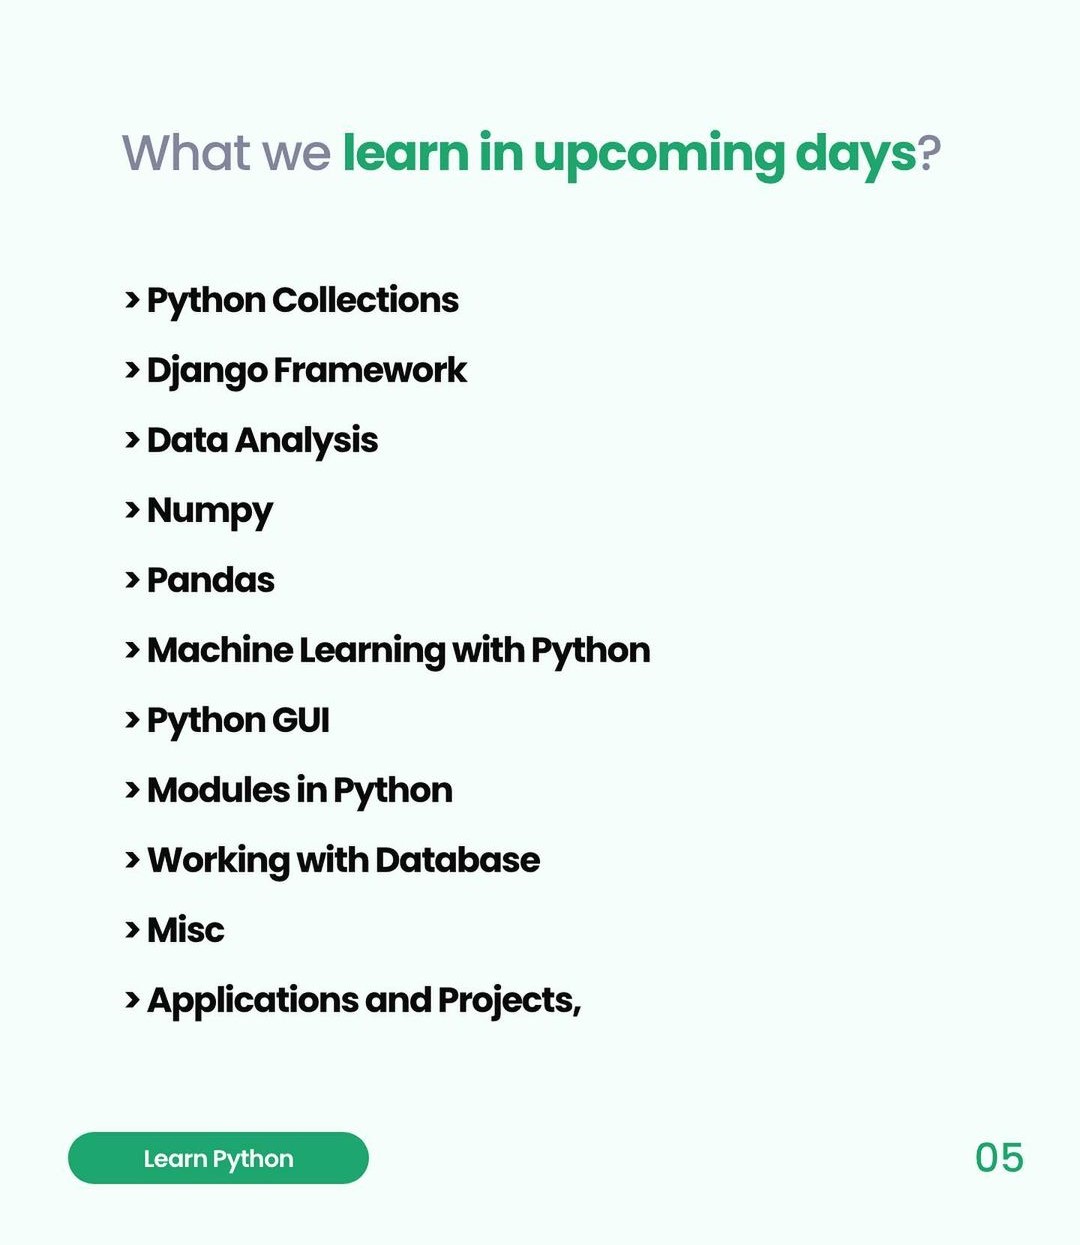 What we learn in upcoming days?
> Python Collections
> Django Framework
> Data Analysis
> Numpy
> Pandas
> Machine Learning with Python
> Python GUI
> Modules in Python
> Working with Database
> Misc
> Applications and Projects,
Learn Python
05